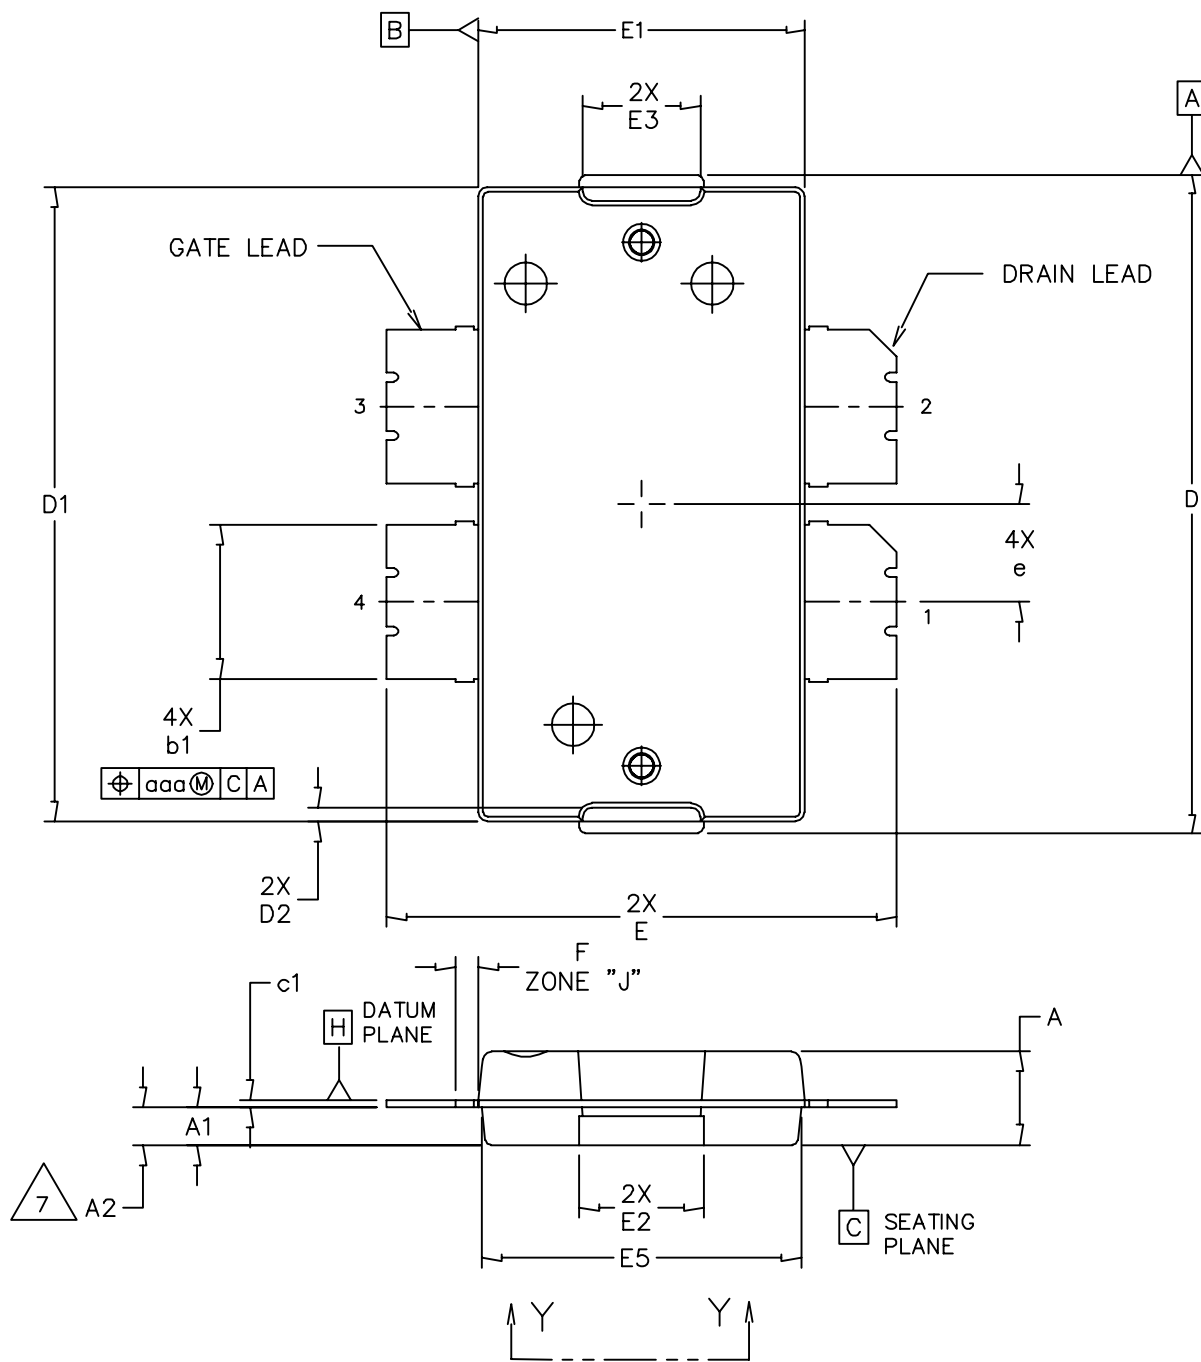 B
E1
2X
E3
A
GATE LEAD
DRAIN LEAD
3
2
D1
D
4X
e
4
1
4X
b1
⌖ aaa Ⓜ C A
2X
D2
2X
E
F
ZONE "J"
c1
H
DATUM
PLANE
A
A1
7
A2
2X
E2
C
SEATING
PLANE
E5
Y
Y